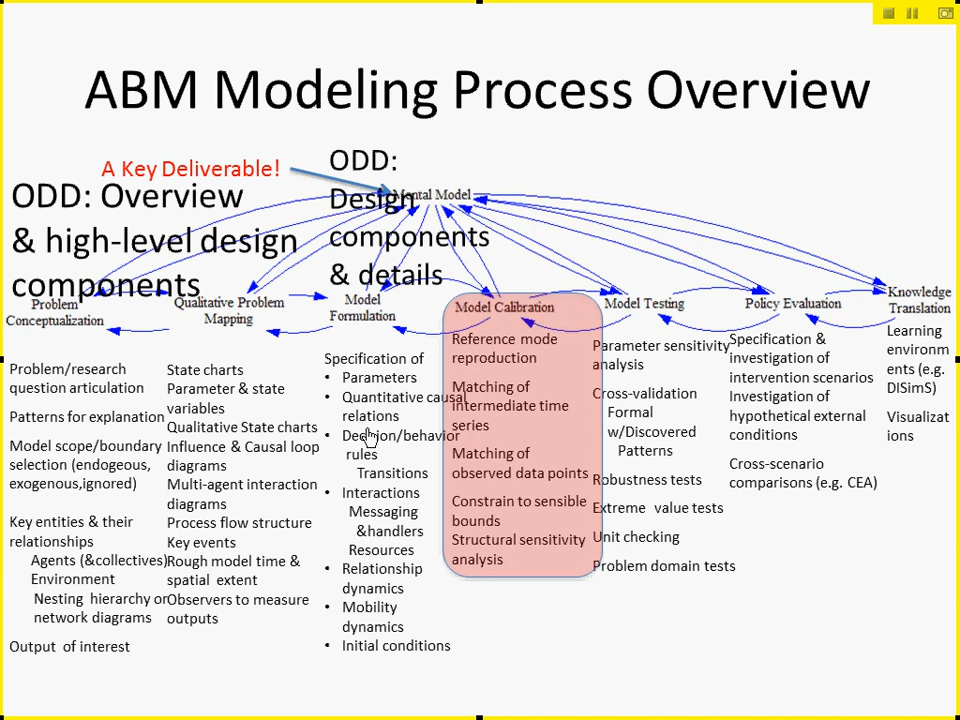 ABM Modeling Process Overview
A Key Deliverable!
ODD: Overview
& high-level design
components
ODD:
Design
components
& details
Mental Model
Problem
Conceptualization
Qualitative Problem
Mapping
Model
Formulation
Model Calibration
Model Testing
Policy Evaluation
Knowledge
Translation
Problem/research
question articulation
Patterns for explanation
Model scope/boundary
selection (endogeous,
exogenous,ignored)
Key entities & their
relationships
Agents (&collectives)
Environment
Nesting hierarchy or
network diagrams
Output of interest
State charts
Parameter & state
variables
Qualitative State charts
Influence & Causal loop
diagrams
Multi-agent interaction
diagrams
Process flow structure
Key events
Rough model time &
spatial extent
Observers to measure
outputs
Specification of
• Parameters
• Quantitative causal
relations
• Decision/behavior
rules
Transitions
• Interactions
Messaging
&handlers
Resources
• Relationship
dynamics
• Mobility
dynamics
• Initial conditions
Reference mode
reproduction
Matching of
intermediate time
series
Matching of
observed data points
Constrain to sensible
bounds
Structural sensitivity
analysis
Parameter sensitivity
analysis
Cross-validation
Formal
w/Discovered
Patterns
Robustness tests
Extreme value tests
Unit checking
Problem domain tests
Specification &
investigation of
intervention scenarios
Investigation of
hypothetical external
conditions
Cross-scenario
comparisons (e.g. CEA)
Learning
environm
ents (e.g.
DISimS)
Visualizat
ions